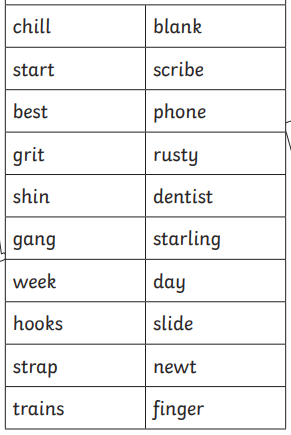 chill blank
start scribe
best phone
grit rusty
shin dentist
gang starling
week day
hooks slide
strap newt
trains finger